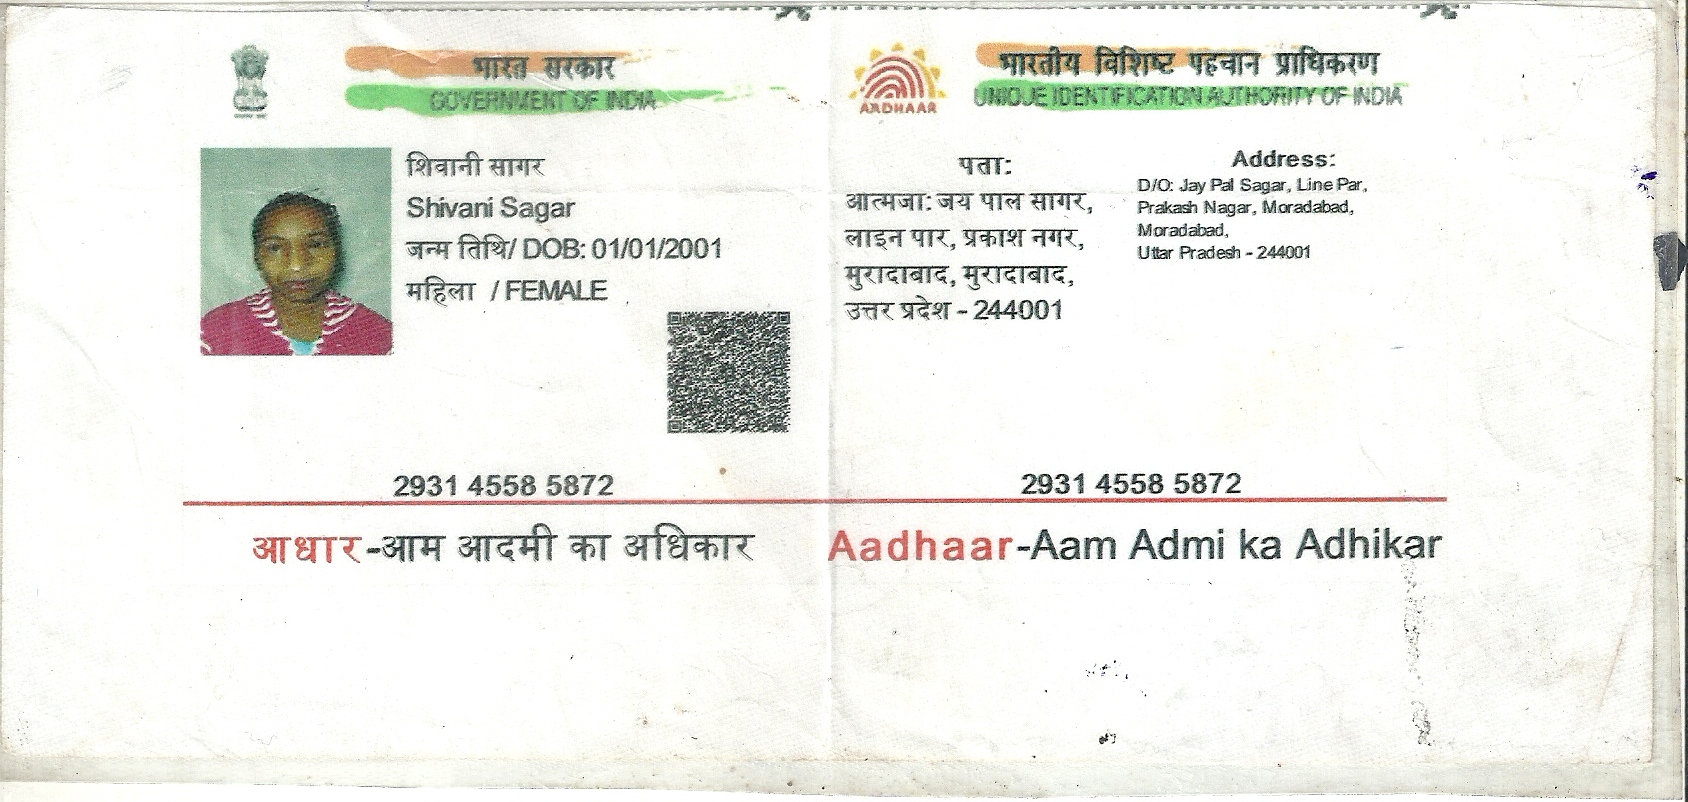 भारत सरकार
GOVERNMENT OF INDIA
शिवानी सागर
Shivani Sagar
जन्म तिथि/ DOB: 01/01/2001
महिला / FEMALE
2931 4558 5872
आधार-आम आदमी का अधिकार
भारतीय विशिष्ट पहचान प्राधिकरण
UNIQUE IDENTIFICATION AUTHORITY OF INDIA
AADHAAR
पता:
आत्मजा: जय पाल सागर,
लाइन पार, प्रकाश नगर,
मुरादाबाद, मुरादाबाद,
उत्तर प्रदेश - 244001
Address:
D/O: Jay Pal Sagar, Line Par,
Prakash Nagar, Moradabad,
Moradabad,
Uttar Pradesh - 244001
2931 4558 5872
Aadhaar-Aam Admi ka Adhikar